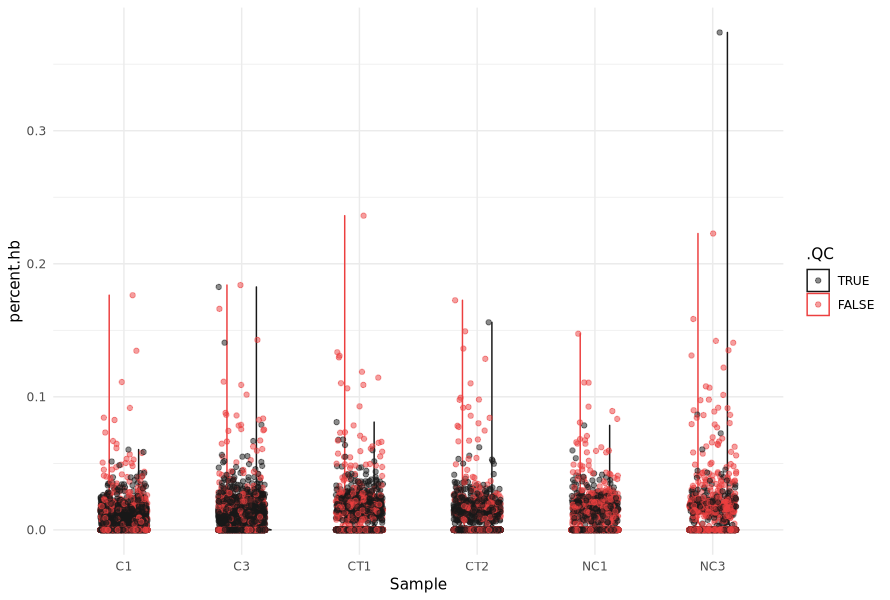 percent.hb
0.3
0.2
0.1
0.0
C1 C3 CT1 CT2 NC1 NC3
Sample
.QC
TRUE
FALSE